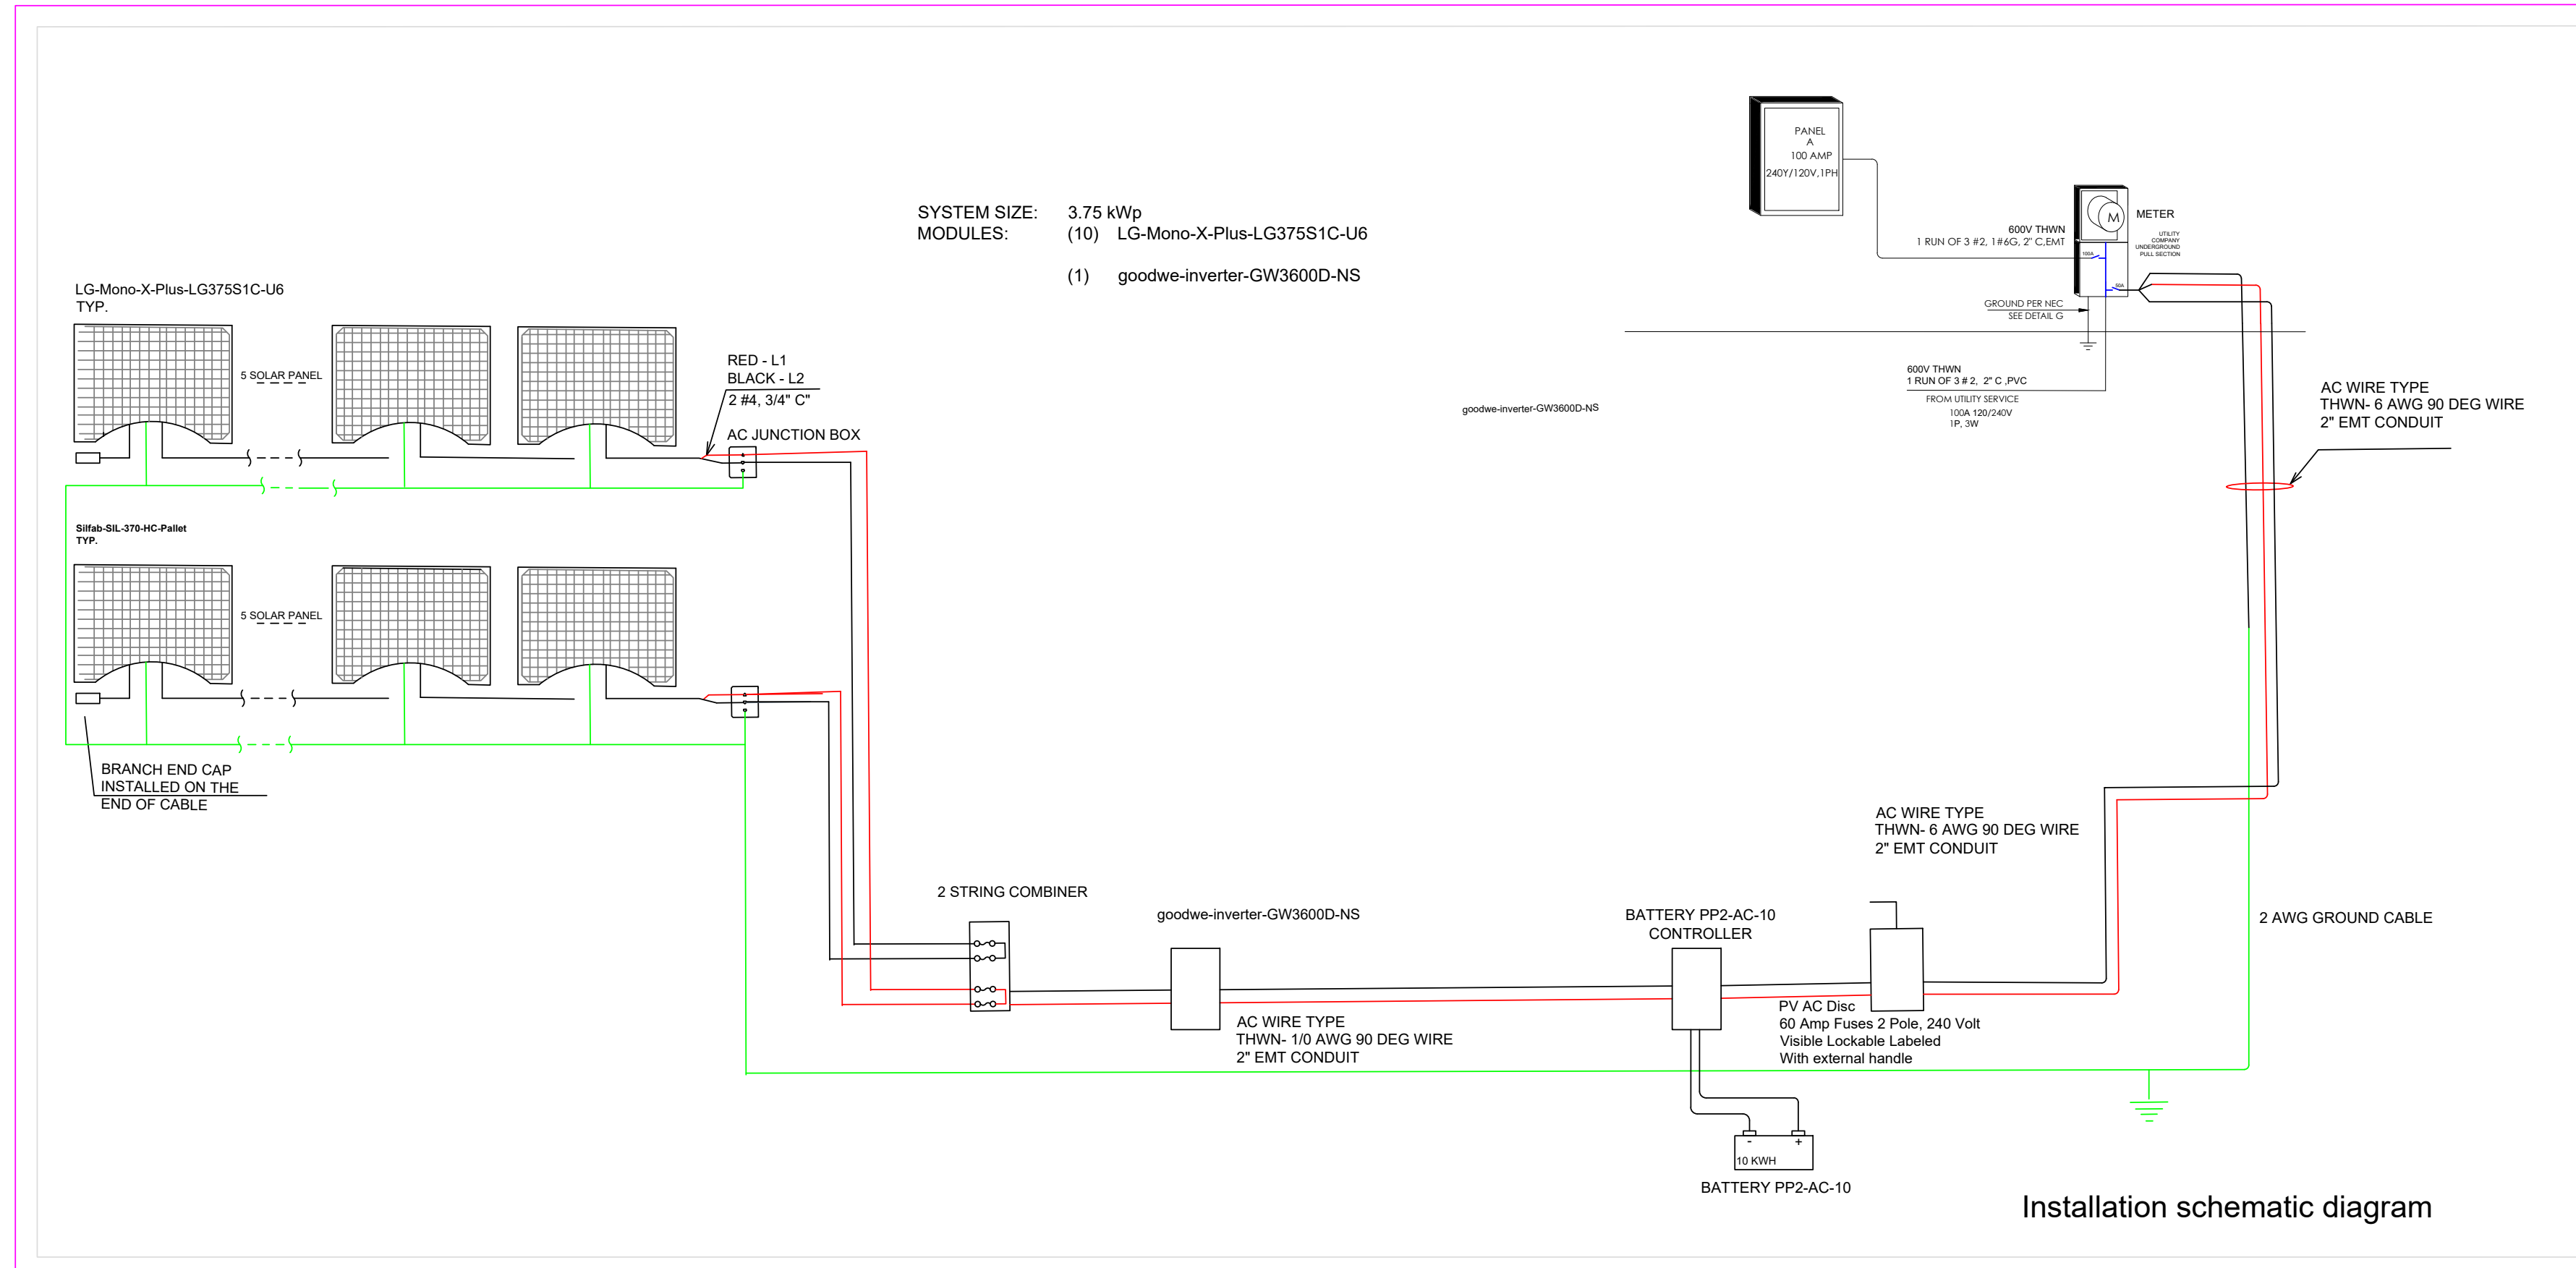 PANEL
A
100 AMP
240Y/120V,1PH
SYSTEM SIZE: 3.75 kWp
MODULES: (10) LG-Mono-X-Plus-LG375S1C-U6
(1) goodwe-inverter-GW3600D-NS
M
METER
UTILITY
COMPANY
UNDERGROUND
PULL SECTION
600V THWN
1 RUN OF 3 #2, 1#6G, 2" C,EMT
100A
50A
GROUND PER NEC
SEE DETAIL G
LG-Mono-X-Plus-LG375S1C-U6
TYP.
5 SOLAR PANEL
RED - L1
BLACK - L2
2 #4, 3/4" C"
AC JUNCTION BOX
goodwe-inverter-GW3600D-NS
600V THWN
1 RUN OF 3 # 2, 2" C ,PVC
FROM UTILITY SERVICE
100A 120/240V
1P, 3W
AC WIRE TYPE
THWN- 6 AWG 90 DEG WIRE
2" EMT CONDUIT
Silfab-SIL-370-HC-Pallet
TYP.
5 SOLAR PANEL
BRANCH END CAP
INSTALLED ON THE
END OF CABLE
2 STRING COMBINER
goodwe-inverter-GW3600D-NS
AC WIRE TYPE
THWN- 1/0 AWG 90 DEG WIRE
2" EMT CONDUIT
BATTERY PP2-AC-10
CONTROLLER
AC WIRE TYPE
THWN- 6 AWG 90 DEG WIRE
2" EMT CONDUIT
PV AC Disc
60 Amp Fuses 2 Pole, 240 Volt
Visible Lockable Labeled
With external handle
2 AWG GROUND CABLE
- +
10 KWH
BATTERY PP2-AC-10
Installation schematic diagram